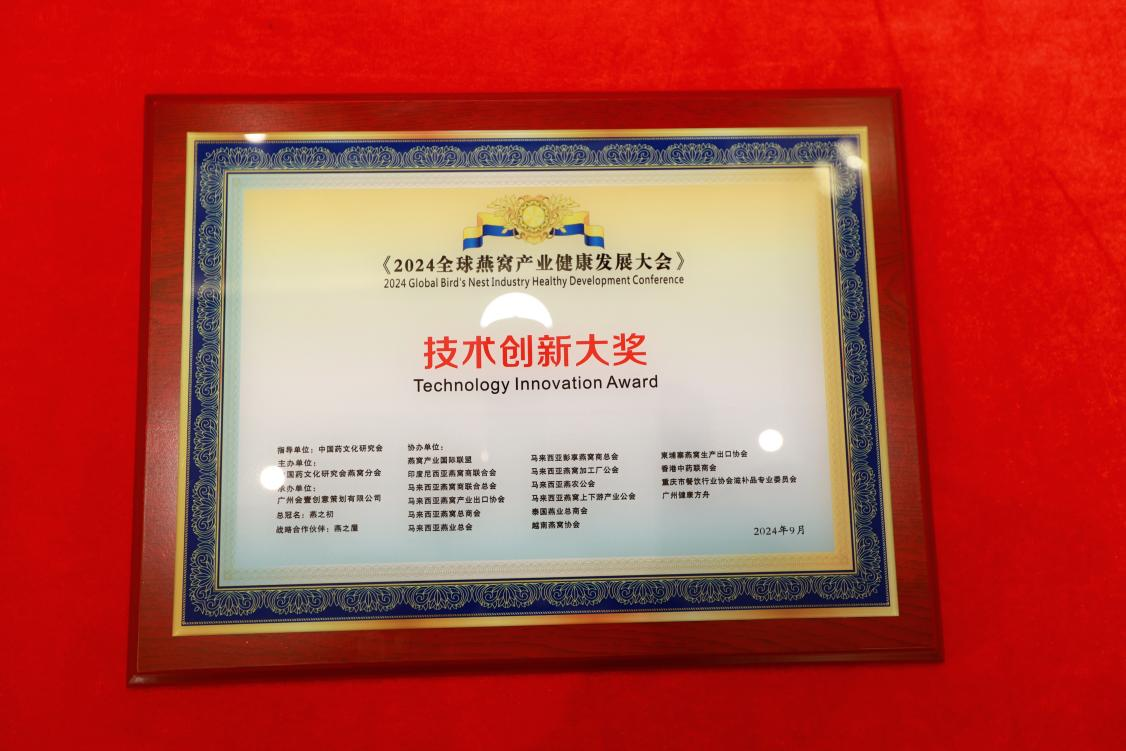 《2024全球燕窝产业健康发展大会》
2024 Global Bird's Nest Industry Healthy Development Conference
技术创新大奖
Technology Innovation Award
指导单位：中国药文化研究会
主办单位：
国药文化研究会燕窝分会
承办单位：
广州会壹创意策划有限公司
总冠名：燕之初
战略合作伙伴：燕之屋
协办单位：
燕窝产业国际联盟
印度尼西亚燕窝商联合会
马来西亚燕窝商联合总会
马来西亚燕窝产业出口协会
马来西亚燕窝总商会
马来西亚燕业总会
马来西亚彭享燕窝商总会
马来西亚燕窝加工厂公会
马来西亚燕农公会
马来西亚燕窝上下游产业公会
泰国燕业总商会
越南燕窝协会
柬埔寨燕窝生产出口协会
香港中药联商会
重庆市餐饮行业协会滋补品专业委员会
广州健康方舟
2024年9月